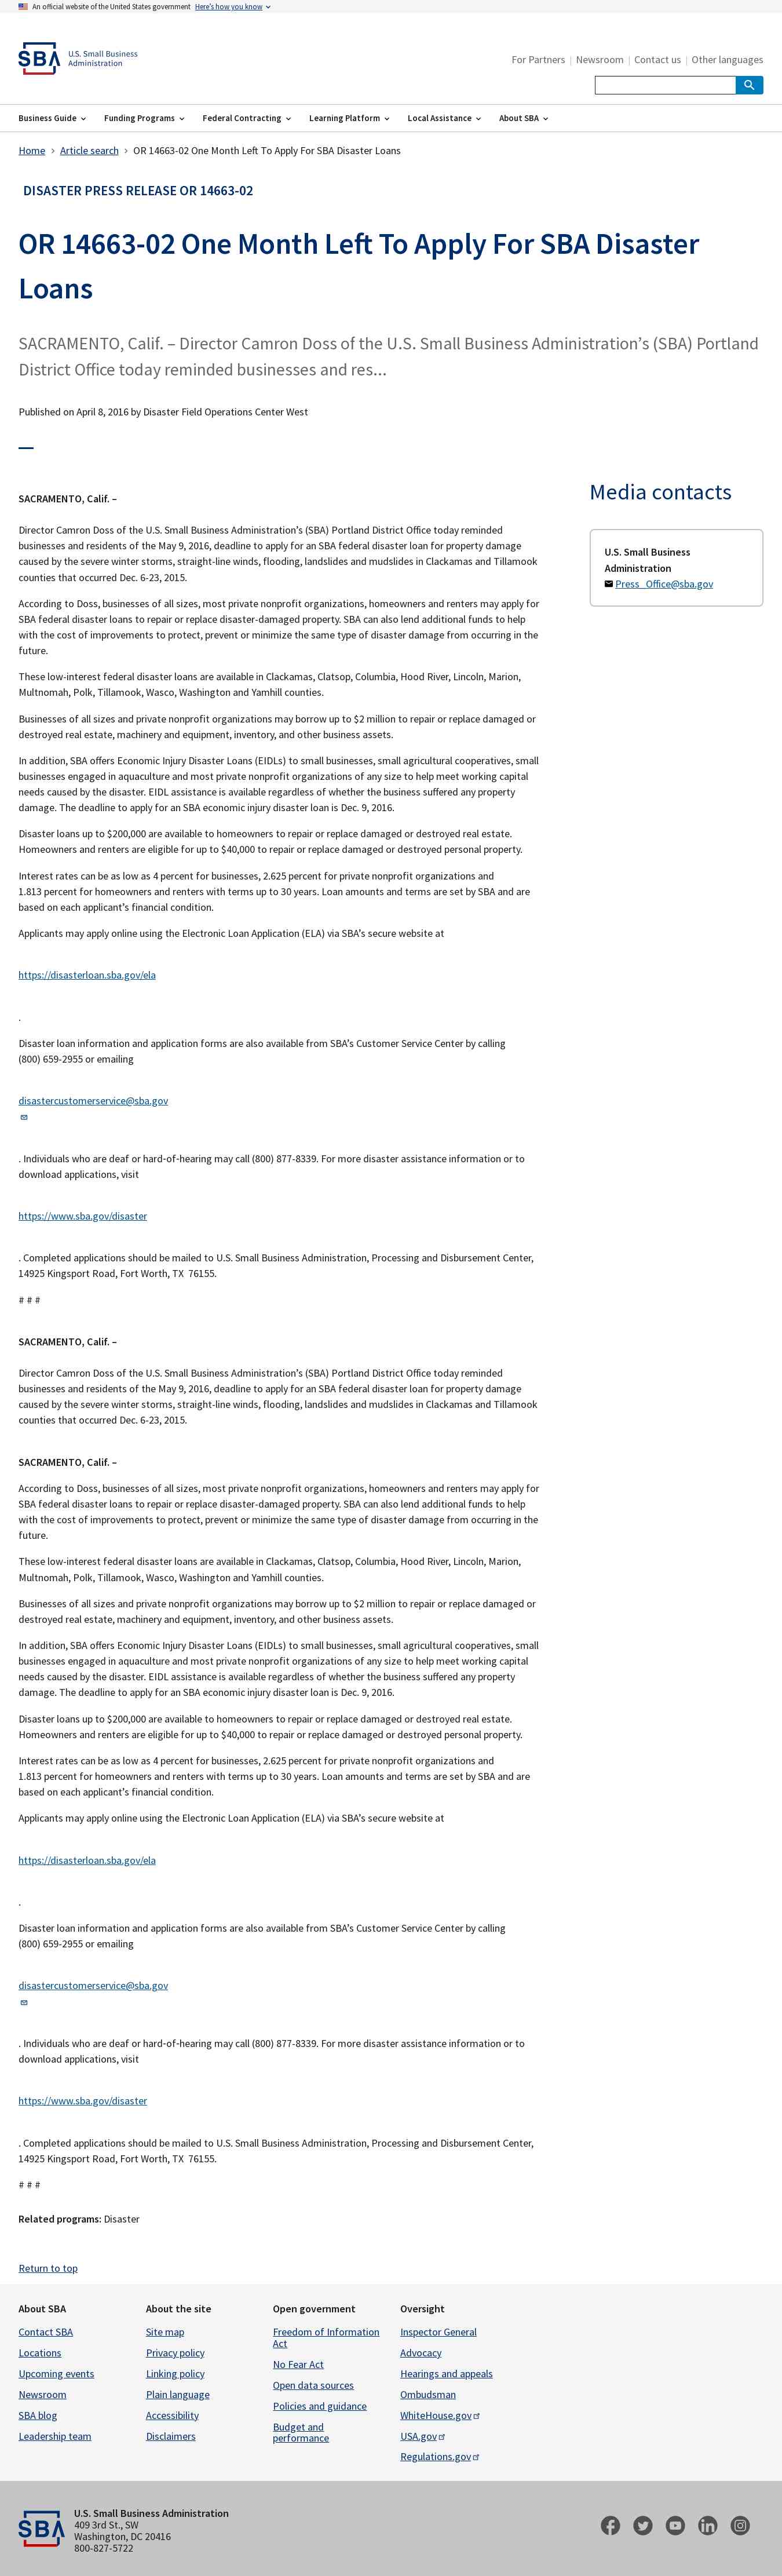 An official website of the United States government Here's how you know
SBA U.S. Small Business
Administration
For Partners | Newsroom | Contact us | Other languages
Business Guide Funding Programs Federal Contracting Learning Platform Local Assistance About SBA
Home > Article search > OR 14663-02 One Month Left To Apply For SBA Disaster Loans
DISASTER PRESS RELEASE OR 14663-02
OR 14663-02 One Month Left To Apply For SBA Disaster
Loans
SACRAMENTO, Calif. – Director Camron Doss of the U.S. Small Business Administration’s (SBA) Portland
District Office today reminded businesses and res...
Published on April 8, 2016 by Disaster Field Operations Center West
Media contacts
U.S. Small Business
Administration
Press_Office@sba.gov
SACRAMENTO, Calif. –
Director Camron Doss of the U.S. Small Business Administration’s (SBA) Portland District Office today reminded
businesses and residents of the May 9, 2016, deadline to apply for an SBA federal disaster loan for property damage
caused by the severe winter storms, straight-line winds, flooding, landslides and mudslides in Clackamas and Tillamook
counties that occurred Dec. 6-23, 2015.
According to Doss, businesses of all sizes, most private nonprofit organizations, homeowners and renters may apply for
SBA federal disaster loans to repair or replace disaster-damaged property. SBA can also lend additional funds to help
with the cost of improvements to protect, prevent or minimize the same type of disaster damage from occurring in the
future.
These low-interest federal disaster loans are available in Clackamas, Clatsop, Columbia, Hood River, Lincoln, Marion,
Multnomah, Polk, Tillamook, Wasco, Washington and Yamhill counties.
Businesses of all sizes and private nonprofit organizations may borrow up to $2 million to repair or replace damaged or
destroyed real estate, machinery and equipment, inventory, and other business assets.
In addition, SBA offers Economic Injury Disaster Loans (EIDLs) to small businesses, small agricultural cooperatives, small
businesses engaged in aquaculture and most private nonprofit organizations of any size to help meet working capital
needs caused by the disaster. EIDL assistance is available regardless of whether the business suffered any property
damage. The deadline to apply for an SBA economic injury disaster loan is Dec. 9, 2016.
Disaster loans up to $200,000 are available to homeowners to repair or replace damaged or destroyed real estate.
Homeowners and renters are eligible for up to $40,000 to repair or replace damaged or destroyed personal property.
Interest rates can be as low as 4 percent for businesses, 2.625 percent for private nonprofit organizations and
1.813 percent for homeowners and renters with terms up to 30 years. Loan amounts and terms are set by SBA and are
based on each applicant’s financial condition.
Applicants may apply online using the Electronic Loan Application (ELA) via SBA’s secure website at
https://disasterloan.sba.gov/ela
.
Disaster loan information and application forms are also available from SBA’s Customer Service Center by calling
(800) 659-2955 or emailing
disastercustomerservice@sba.gov
. Individuals who are deaf or hard-of-hearing may call (800) 877-8339. For more disaster assistance information or to
download applications, visit
https://www.sba.gov/disaster
. Completed applications should be mailed to U.S. Small Business Administration, Processing and Disbursement Center,
14925 Kingsport Road, Fort Worth, TX 76155.
# # #
SACRAMENTO, Calif. –
Director Camron Doss of the U.S. Small Business Administration’s (SBA) Portland District Office today reminded
businesses and residents of the May 9, 2016, deadline to apply for an SBA federal disaster loan for property damage
caused by the severe winter storms, straight-line winds, flooding, landslides and mudslides in Clackamas and Tillamook
counties that occurred Dec. 6-23, 2015.
SACRAMENTO, Calif. –
According to Doss, businesses of all sizes, most private nonprofit organizations, homeowners and renters may apply for
SBA federal disaster loans to repair or replace disaster-damaged property. SBA can also lend additional funds to help
with the cost of improvements to protect, prevent or minimize the same type of disaster damage from occurring in the
future.
These low-interest federal disaster loans are available in Clackamas, Clatsop, Columbia, Hood River, Lincoln, Marion,
Multnomah, Polk, Tillamook, Wasco, Washington and Yamhill counties.
Businesses of all sizes and private nonprofit organizations may borrow up to $2 million to repair or replace damaged or
destroyed real estate, machinery and equipment, inventory, and other business assets.
In addition, SBA offers Economic Injury Disaster Loans (EIDLs) to small businesses, small agricultural cooperatives, small
businesses engaged in aquaculture and most private nonprofit organizations of any size to help meet working capital
needs caused by the disaster. EIDL assistance is available regardless of whether the business suffered any property
damage. The deadline to apply for an SBA economic injury disaster loan is Dec. 9, 2016.
Disaster loans up to $200,000 are available to homeowners to repair or replace damaged or destroyed real estate.
Homeowners and renters are eligible for up to $40,000 to repair or replace damaged or destroyed personal property.
Interest rates can be as low as 4 percent for businesses, 2.625 percent for private nonprofit organizations and
1.813 percent for homeowners and renters with terms up to 30 years. Loan amounts and terms are set by SBA and are
based on each applicant’s financial condition.
Applicants may apply online using the Electronic Loan Application (ELA) via SBA’s secure website at
https://disasterloan.sba.gov/ela
.
Disaster loan information and application forms are also available from SBA’s Customer Service Center by calling
(800) 659-2955 or emailing
disastercustomerservice@sba.gov
. Individuals who are deaf or hard-of-hearing may call (800) 877-8339. For more disaster assistance information or to
download applications, visit
https://www.sba.gov/disaster
. Completed applications should be mailed to U.S. Small Business Administration, Processing and Disbursement Center,
14925 Kingsport Road, Fort Worth, TX 76155.
# # #
Related programs: Disaster
Return to top
About SBA
Contact SBA
Locations
Upcoming events
Newsroom
SBA blog
Leadership team
About the site
Site map
Privacy policy
Linking policy
Plain language
Accessibility
Disclaimers
Open government
Freedom of Information
Act
No Fear Act
Open data sources
Policies and guidance
Budget and
performance
Oversight
Inspector General
Advocacy
Hearings and appeals
Ombudsman
WhiteHouse.gov
USA.gov
Regulations.gov
SBA
U.S. Small Business Administration
409 3rd St., SW
Washington, DC 20416
800-827-5722